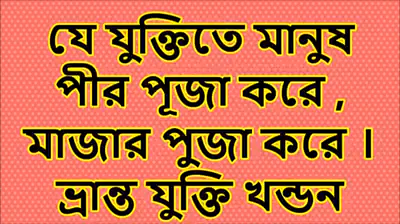 যে যুক্তিতে মানুষ
পীর পূজা করে ,
মাজার পুজা করে ।
ভ্রান্ত যুক্তি খন্ডন